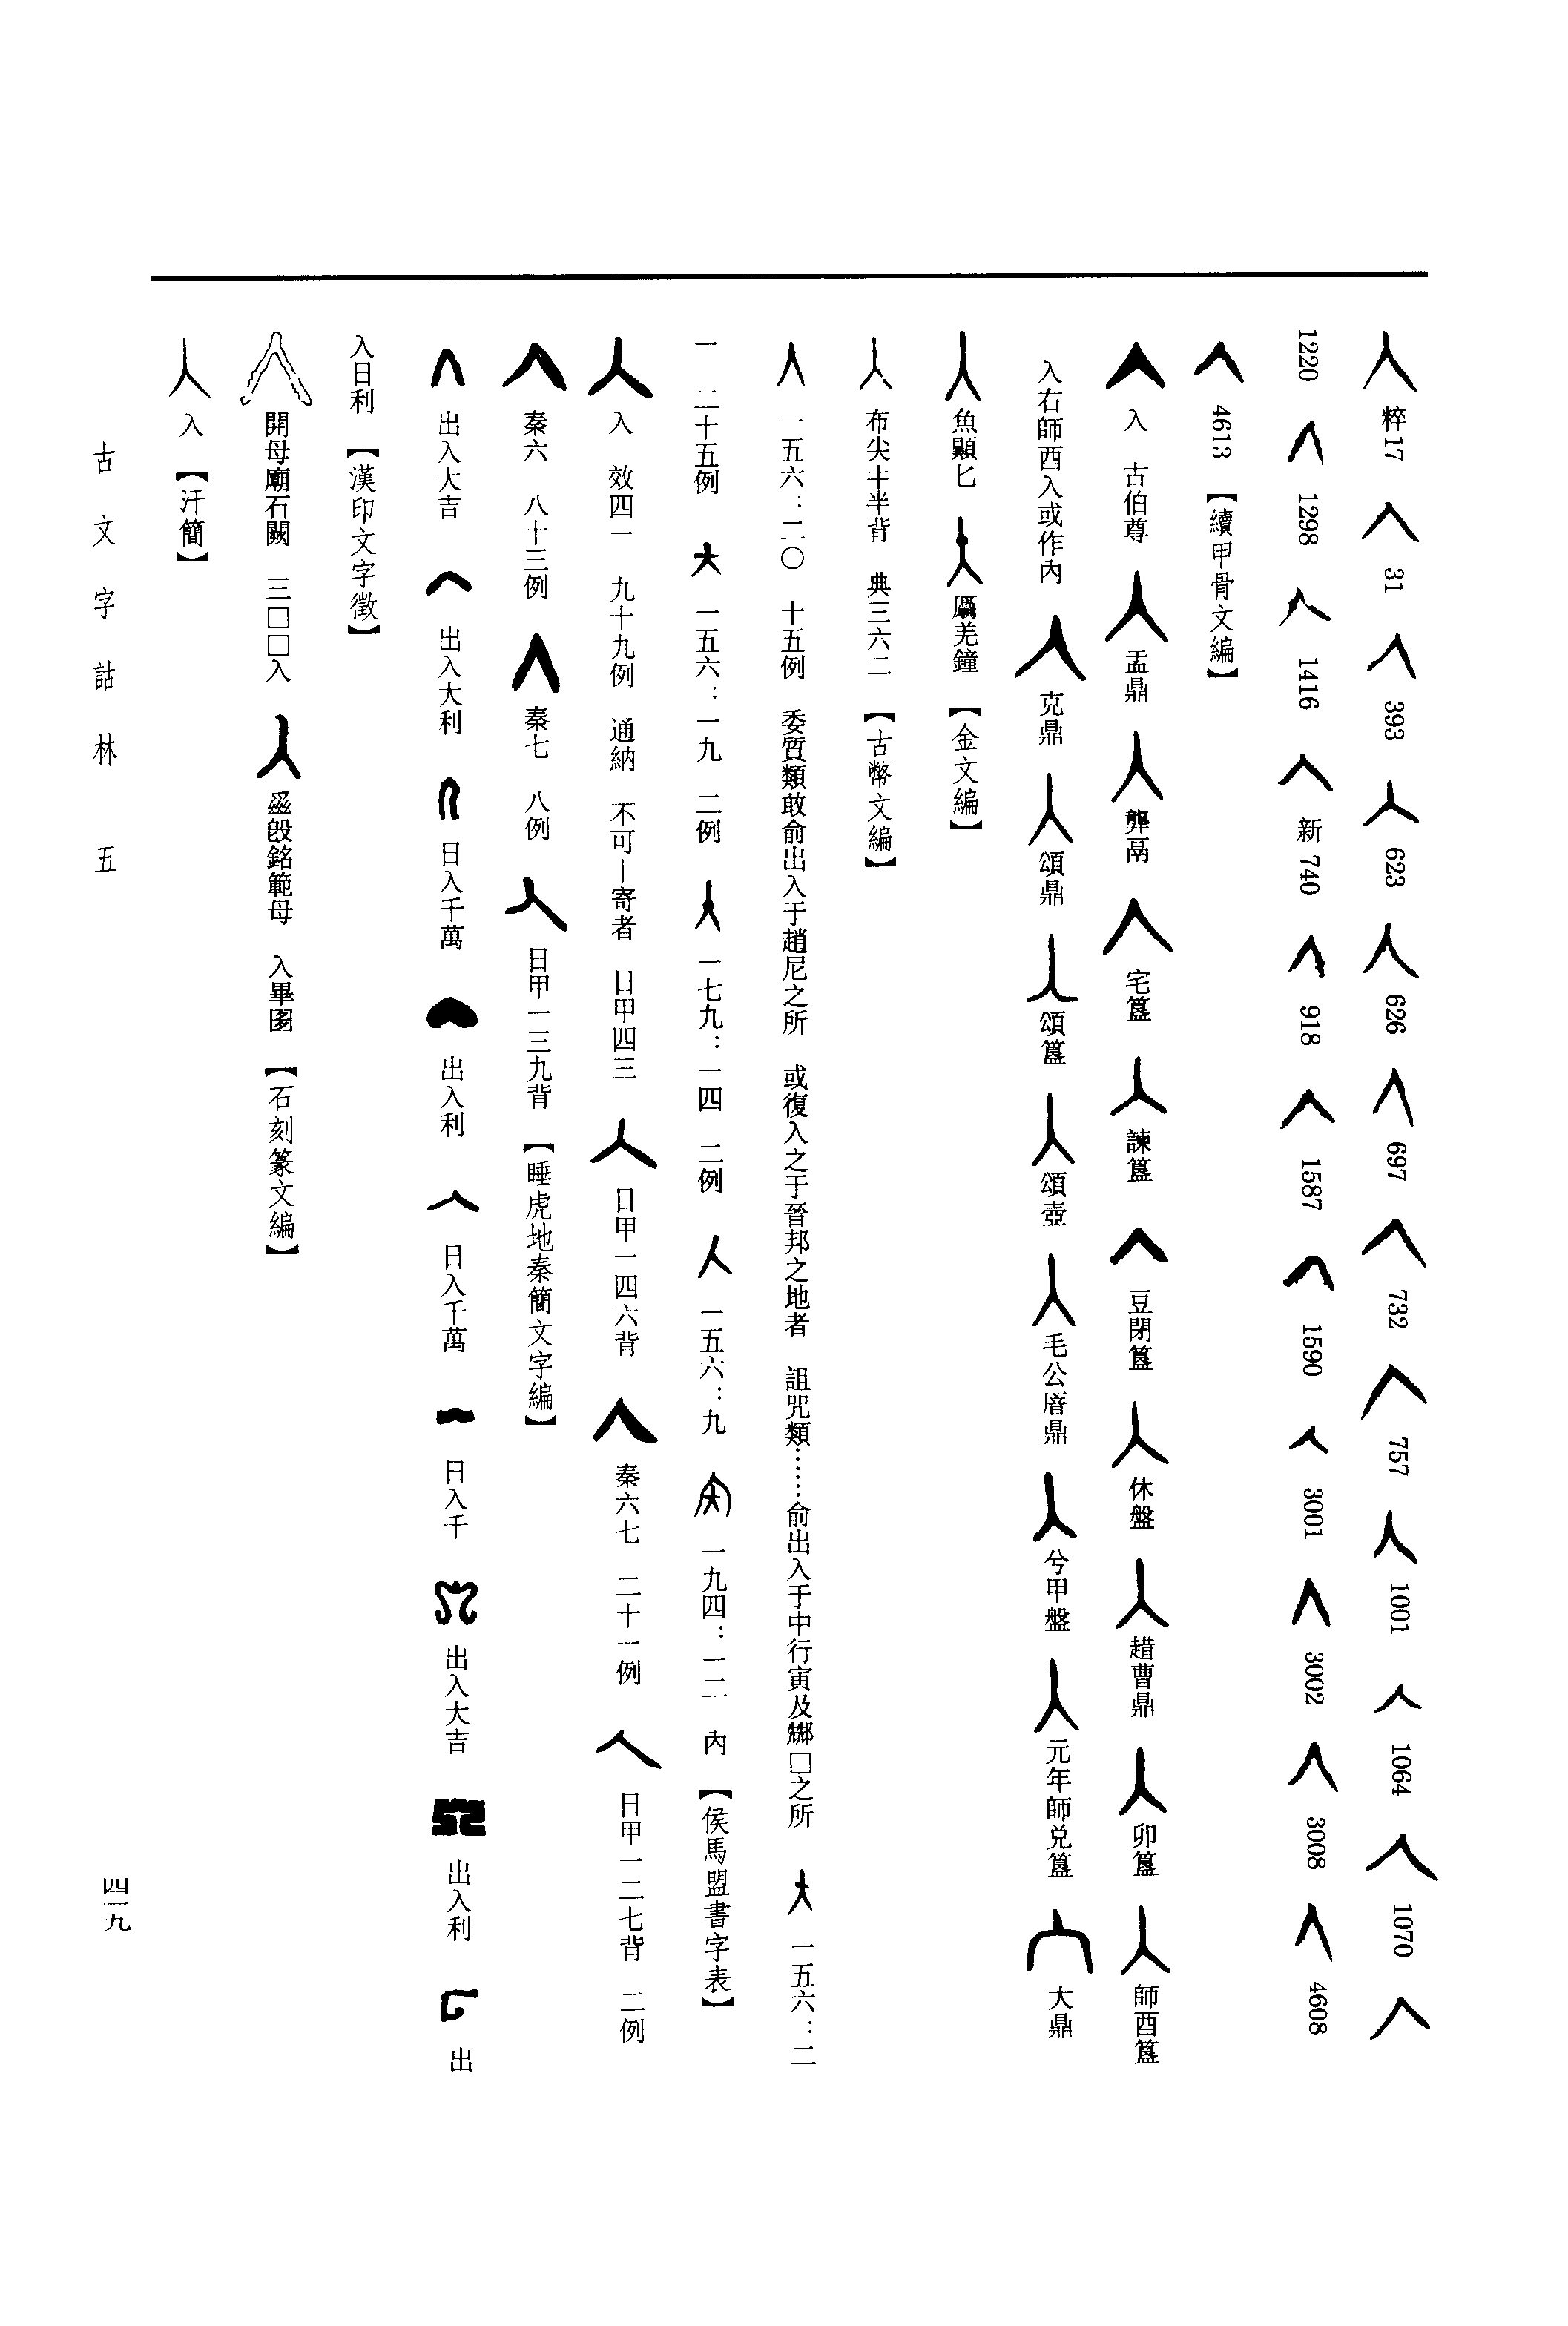 粹17 31 393 623 626 697 732 757 1001 1064 1070
1220 1298 1416 新740 918 1587 1590 3001 3002 3008 4608
4613 【續甲骨文編】
入 古伯尊 盂鼎 宅簋 諫簋 豆閉簋 休盤 趞曹鼎 卯簋 師酉簋
入右師酉入或作內 克鼎 頌鼎 頌簋 頌壺 毛公㾓鼎 兮甲盤 元年師兑簋 大鼎
魚顚匕 羌鐘 【金文編】
布尖丰半背 典三六二 【古幣文編】
一五六：二〇 十五例 委質類敢俞出入于趙尼之所 或復入之于晉邦之地者 詛咒類……俞出入于中行寅及□之所 一五六：二
一 二十五例 一五六：一九 二例 一七九：一四 二例 一五六：九 一九四：一二 內 【侯馬盟書字表】
入 效四一 九十九例 通納 不可—寄者 日甲四三 日甲一四六背 秦六七 二十一例 日甲一二七背 二例
秦六 八十三例 秦七 八例 日甲一三九背 【睡虎地秦簡文字編】
出入大吉 出入大利 日入千萬 出入利 日入千萬 日入千 出入大吉 出入利 出
入日利 【漢印文字徵】
開母廟石闕 三□□入 銘範母 入畢圂 【石刻篆文編】
入 【汗簡】
古文字詁林 五
四一九